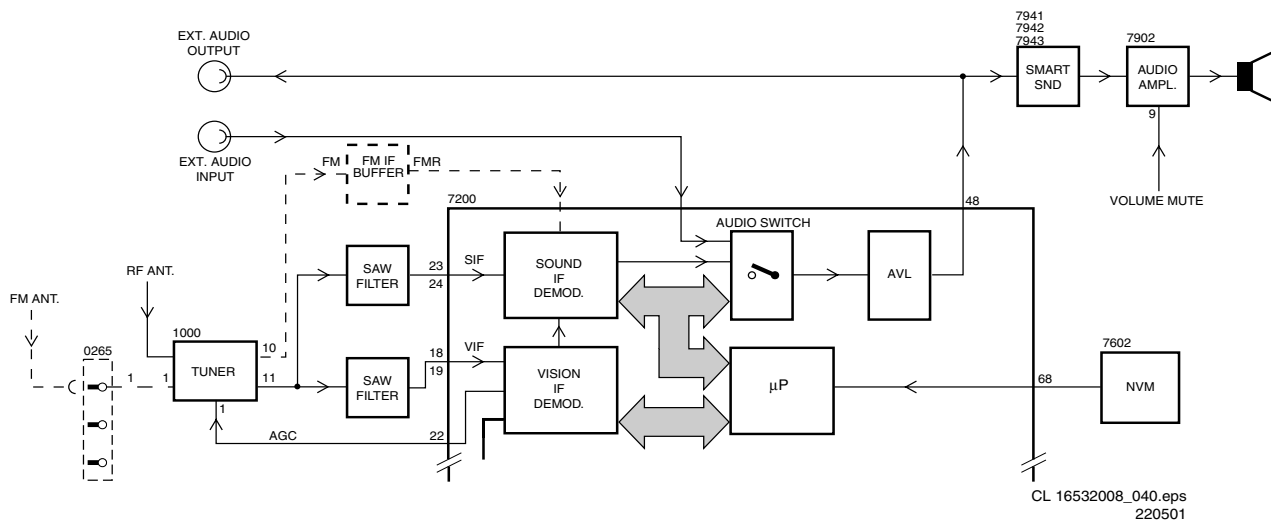 7941
7942
7943
7902
EXT. AUDIO
OUTPUT
SMART
SND
AUDIO
AMPL.
9
VOLUME MUTE
EXT. AUDIO
INPUT
FM
FM IF
BUFFER
FMR
7200
48
AUDIO SWITCH
RF ANT.
FM ANT.
SAW
FILTER
23
24
SIF
SOUND
IF
DEMOD.
AVL
0265
1
1
1000
TUNER
10
11
1
SAW
FILTER
18
19
VIF
VISION
IF
DEMOD.
µP
68
7602
NVM
AGC
22
CL 16532008_040.eps
220501